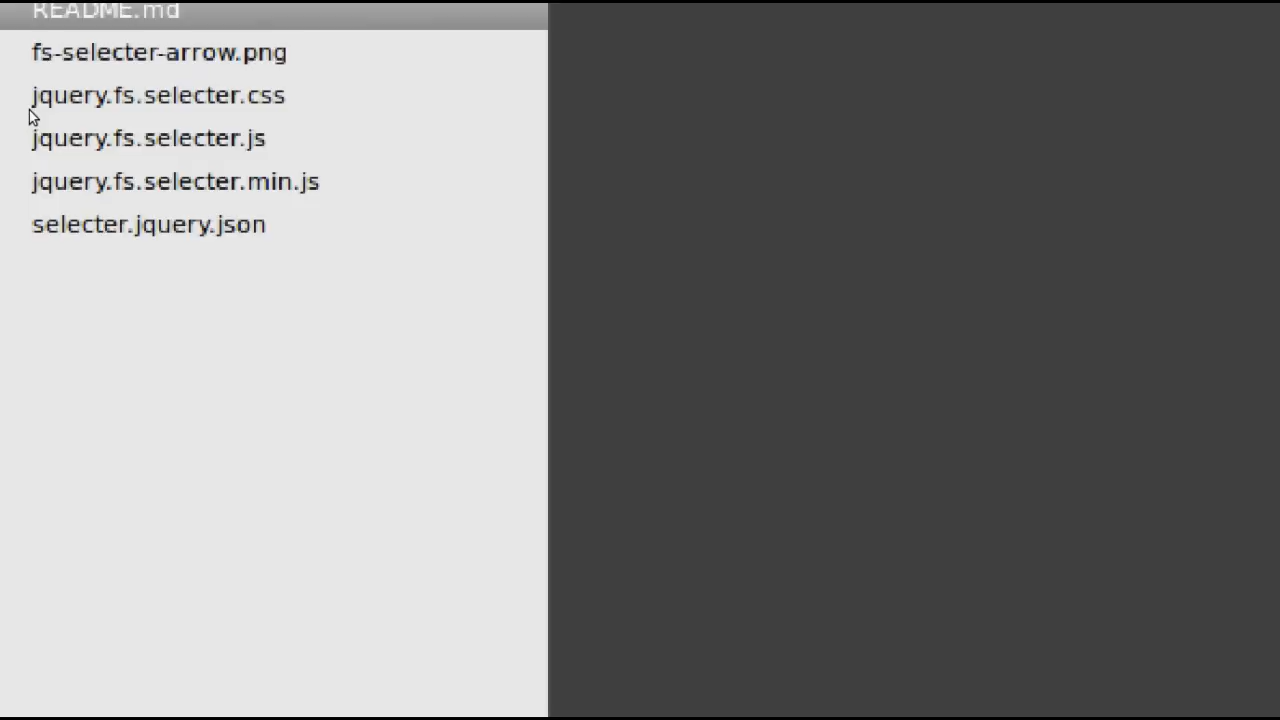 README.md
fs-selecter-arrow.png
jquery.fs.selecter.css
jquery.fs.selecter.js
jquery.fs.selecter.min.js
selecter.jquery.json